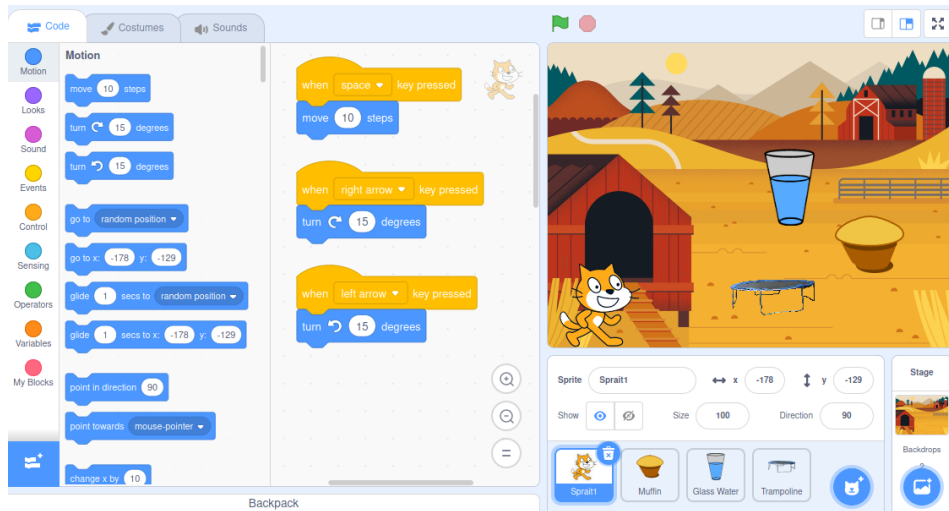 Code
Costumes
Sounds
Motion
Looks
Sound
Events
Control
Sensing
Operators
Variables
My Blocks
Motion
move 10 steps
turn 15 degrees
turn 15 degrees
go to random position
go to x: -178 y: -129
glide 1 secs to random position
glide 1 secs to x: -178 y: -129
point in direction 90
point towards mouse-pointer
change x by 10
when space key pressed
move 10 steps
when right arrow key pressed
turn 15 degrees
when left arrow key pressed
turn 15 degrees
Backpack
Sprite Sprait1 x -178 y -129
Show Size 100 Direction 90
Sprait1
Muffin
Glass Water
Trampoline
Stage
Backdrops